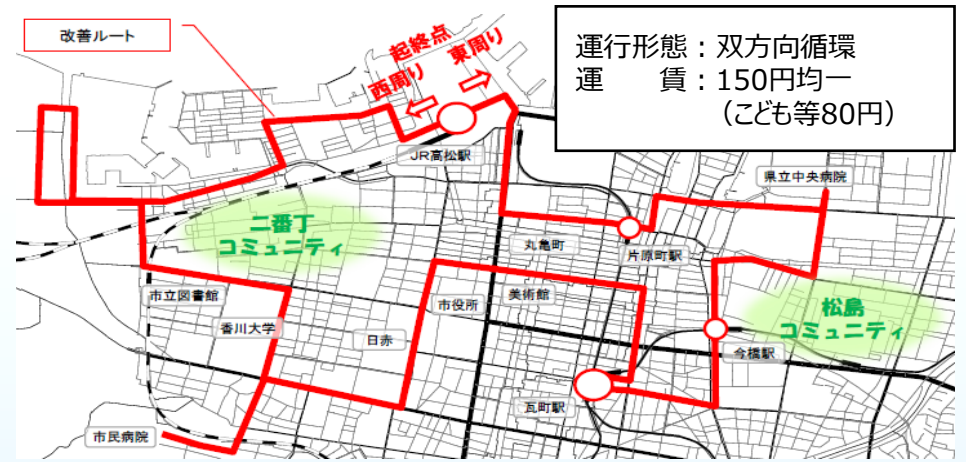 改善ルート
起終点
西周り
東周り
運行形態:双方向循環
運　　賃:150円均一
(こども等80円)
JR高松駅
県立中央病院
二番丁
コミュニティ
丸亀町
片原町駅
市立図書館
市役所
美術館
松島
コミュニティ
香川大学
日赤
今橋駅
瓦町駅
市民病院